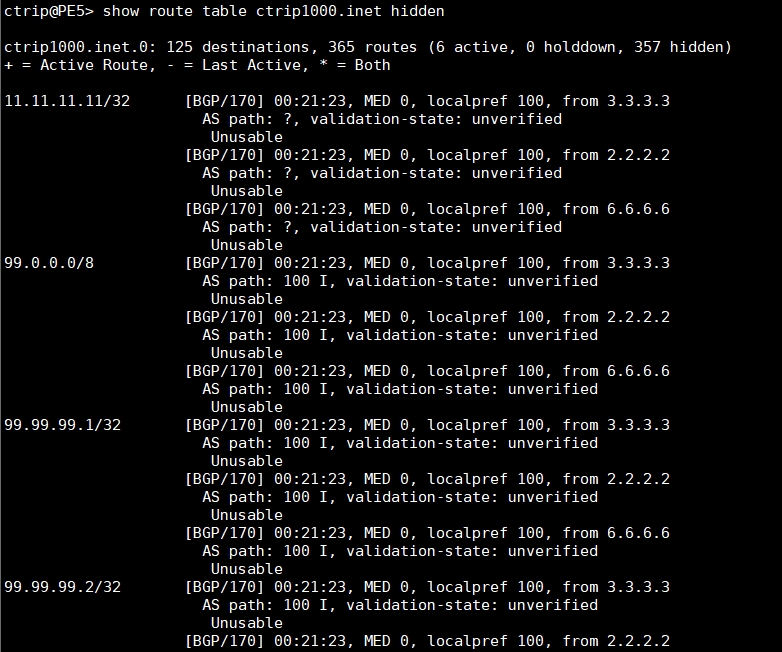 ctrip@PE5> show route table ctrip1000.inet hidden
ctrip1000.inet.0: 125 destinations, 365 routes (6 active, 0 holddown, 357 hidden)
+ = Active Route, - = Last Active, * = Both
11.11.11.11/32 [BGP/170] 00:21:23, MED 0, localpref 100, from 3.3.3.3
AS path: ?, validation-state: unverified
Unusable
[BGP/170] 00:21:23, MED 0, localpref 100, from 2.2.2.2
AS path: ?, validation-state: unverified
Unusable
[BGP/170] 00:21:23, MED 0, localpref 100, from 6.6.6.6
AS path: ?, validation-state: unverified
Unusable
99.0.0.0/8 [BGP/170] 00:21:23, MED 0, localpref 100, from 3.3.3.3
AS path: 100 I, validation-state: unverified
Unusable
[BGP/170] 00:21:23, MED 0, localpref 100, from 2.2.2.2
AS path: 100 I, validation-state: unverified
Unusable
[BGP/170] 00:21:23, MED 0, localpref 100, from 6.6.6.6
AS path: 100 I, validation-state: unverified
Unusable
99.99.99.1/32 [BGP/170] 00:21:23, MED 0, localpref 100, from 3.3.3.3
AS path: 100 I, validation-state: unverified
Unusable
[BGP/170] 00:21:23, MED 0, localpref 100, from 2.2.2.2
AS path: 100 I, validation-state: unverified
Unusable
[BGP/170] 00:21:23, MED 0, localpref 100, from 6.6.6.6
AS path: 100 I, validation-state: unverified
Unusable
99.99.99.2/32 [BGP/170] 00:21:23, MED 0, localpref 100, from 3.3.3.3
AS path: 100 I, validation-state: unverified
Unusable
[BGP/170] 00:21:23, MED 0, localpref 100, from 2.2.2.2